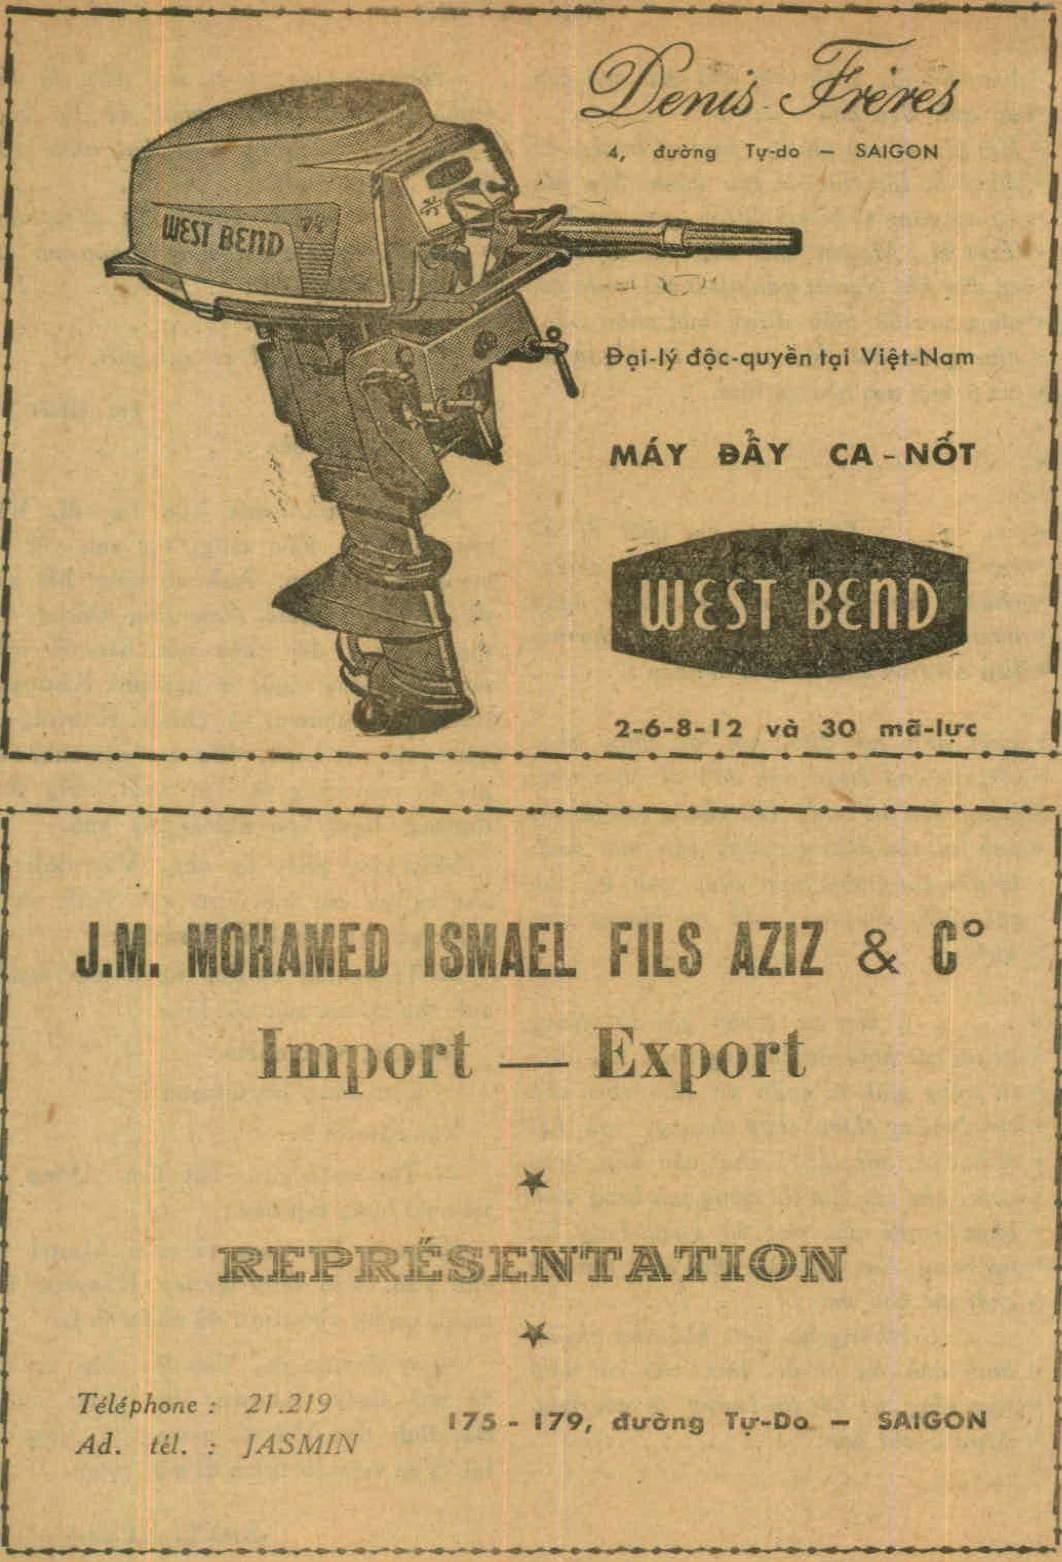 Denis Frères
4, đường Tự-do — SAIGON
WEST BEND
Đại-lý độc-quyền tại Việt-Nam
MÁY ĐẨY CA-NỐT
WEST BEND
2-6-8-12 và 30 mã-lực
J.M. MOHAMED ISMAEL FILS AZIZ & C°
Import — Export
REPRÉSENTATION
Téléphone : 21.219
Ad. tél. : JASMIN
175 - 179, đường Tự-Do — SAIGON